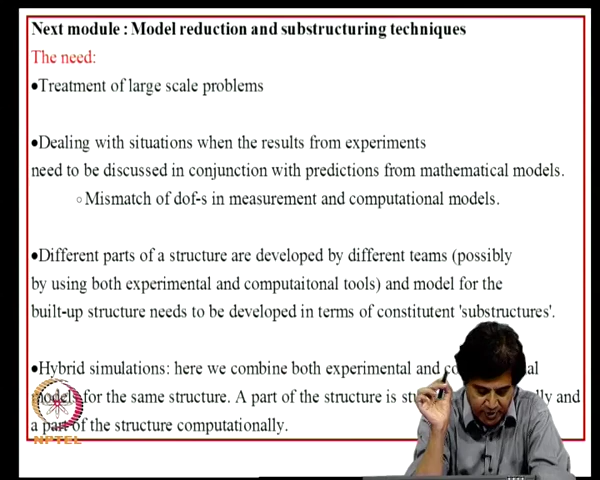 Next module : Model reduction and substructuring techniques
The need:
•Treatment of large scale problems
•Dealing with situations when the results from experiments
need to be discussed in conjunction with predictions from mathematical models.
○Mismatch of dof-s in measurement and computational models.
•Different parts of a structure are developed by different teams (possibly
by using both experimental and computaitonal tools) and model for the
built-up structure needs to be developed in terms of constitutent 'substructures'.
•Hybrid simulations: here we combine both experimental and
for the same structure. A part of the structure is and
a part of the structure computationally.
NPTEL